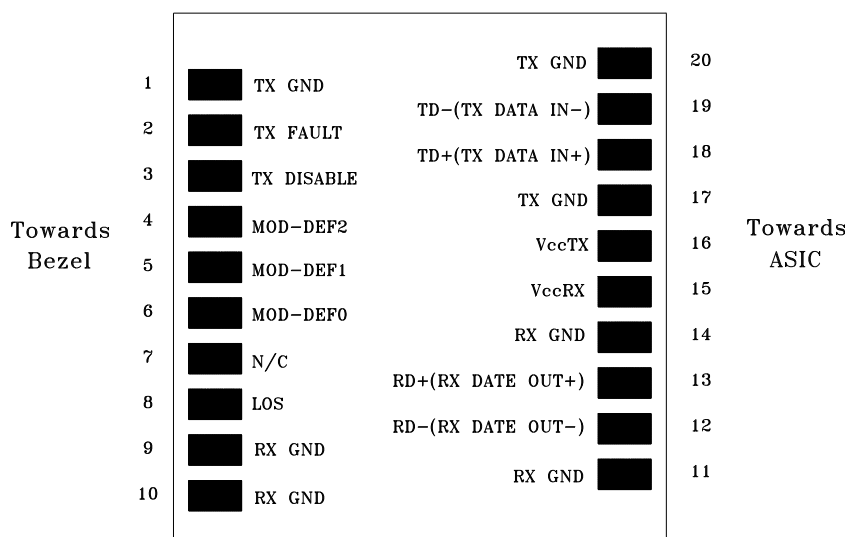 1 TX GND
2 TX FAULT
3 TX DISABLE
4 MOD-DEF2
5 MOD-DEF1
6 MOD-DEF0
7 N/C
8 LOS
9 RX GND
10 RX GND
Towards
Bezel
TX GND 20
TD-(TX DATA IN-) 19
TD+(TX DATA IN+) 18
TX GND 17
VccTX 16
VccRX 15
RX GND 14
RD+(RX DATE OUT+) 13
RD-(RX DATE OUT-) 12
RX GND 11
Towards
ASIC